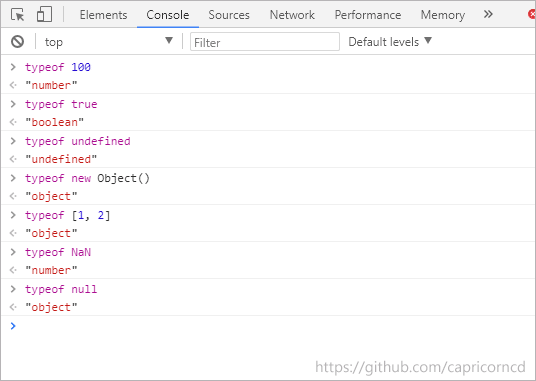 Elements Console Sources Network Performance Memory »
top ▼ Filter Default levels ▼
> typeof 100
< "number"
> typeof true
< "boolean"
> typeof undefined
< "undefined"
> typeof new Object()
< "object"
> typeof [1, 2]
< "object"
> typeof NaN
< "number"
> typeof null
< "object"
>
https://github.com/capricorncd